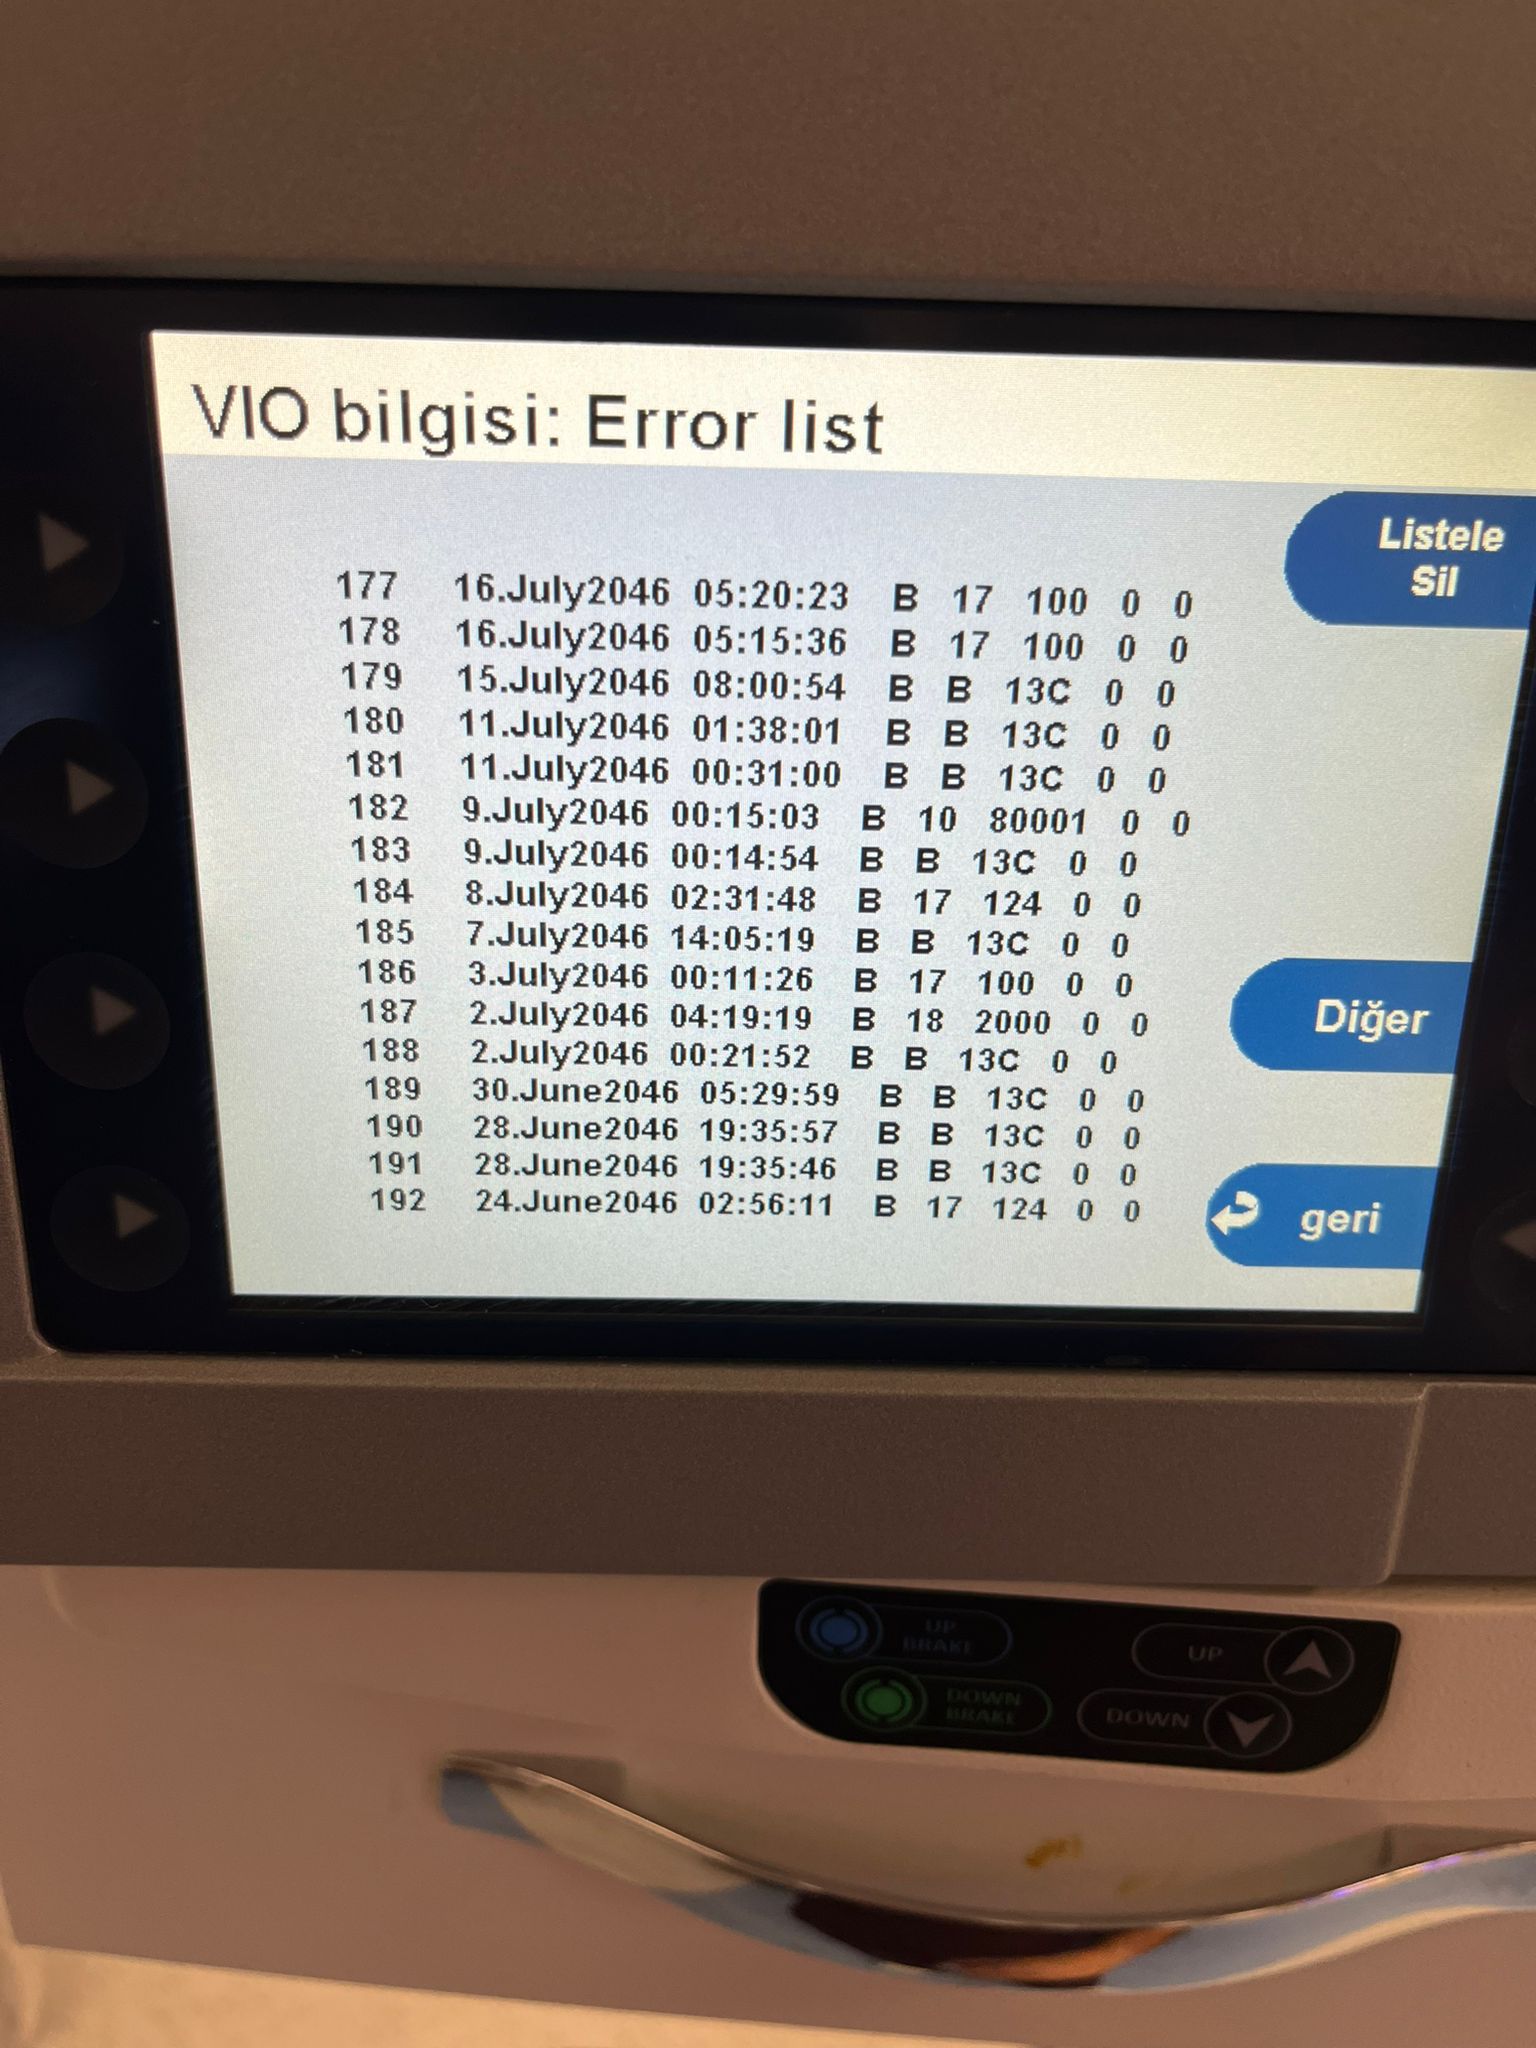 VIO bilgisi: Error list
Listele
Sil
177 16.July2046 05:20:23 B 17 100 0 0
178 16.July2046 05:15:36 B 17 100 0 0
179 15.July2046 08:00:54 B B 13C 0 0
180 11.July2046 01:38:01 B B 13C 0 0
181 11.July2046 00:31:00 B B 13C 0 0
182 9.July2046 00:15:03 B 10 80001 0 0
183 9.July2046 00:14:54 B B 13C 0 0
184 8.July2046 02:31:48 B 17 124 0 0
185 7.July2046 14:05:19 B B 13C 0 0
186 3.July2046 00:11:26 B 17 100 0 0
187 2.July2046 04:19:19 B 18 2000 0 0
188 2.July2046 00:21:52 B B 13C 0 0
189 30.June2046 05:29:59 B B 13C 0 0
190 28.June2046 19:35:57 B B 13C 0 0
191 28.June2046 19:35:46 B B 13C 0 0
192 24.June2046 02:56:11 B 17 124 0 0
Diğer
geri
UP
BRAKE
UP
DOWN
BRAKE
DOWN